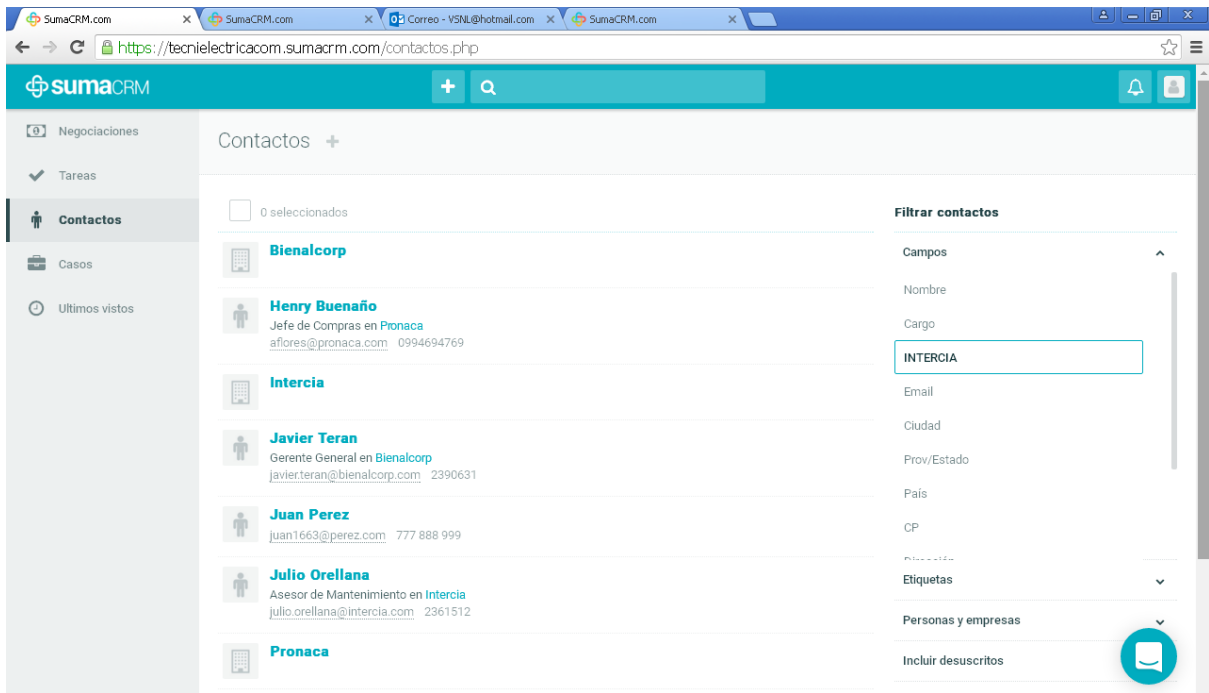 SumaCRM.com
SumaCRM.com
Correo - VSNL@hotmail.com
SumaCRM.com
https://tecnielectricacom.sumacrm.com/contactos.php
sumaCRM
Negociaciones
Tareas
Contactos
Casos
Ultimos vistos
Contactos
0 seleccionados
Bienalcorp
Henry Buenaño
Jefe de Compras en Pronaca
aflores@pronaca.com 0994694769
Intercia
Javier Teran
Gerente General en Bienalcorp
javier.teran@bienalcorp.com 2390631
Juan Perez
juan1663@perez.com 777 888 999
Julio Orellana
Asesor de Mantenimiento en Intercia
julio.orellana@intercia.com 2361512
Pronaca
Filtrar contactos
Campos
Nombre
Cargo
INTERCIA
Email
Ciudad
Prov/Estado
País
CP
Dirección
Etiquetas
Personas y empresas
Incluir desuscritos